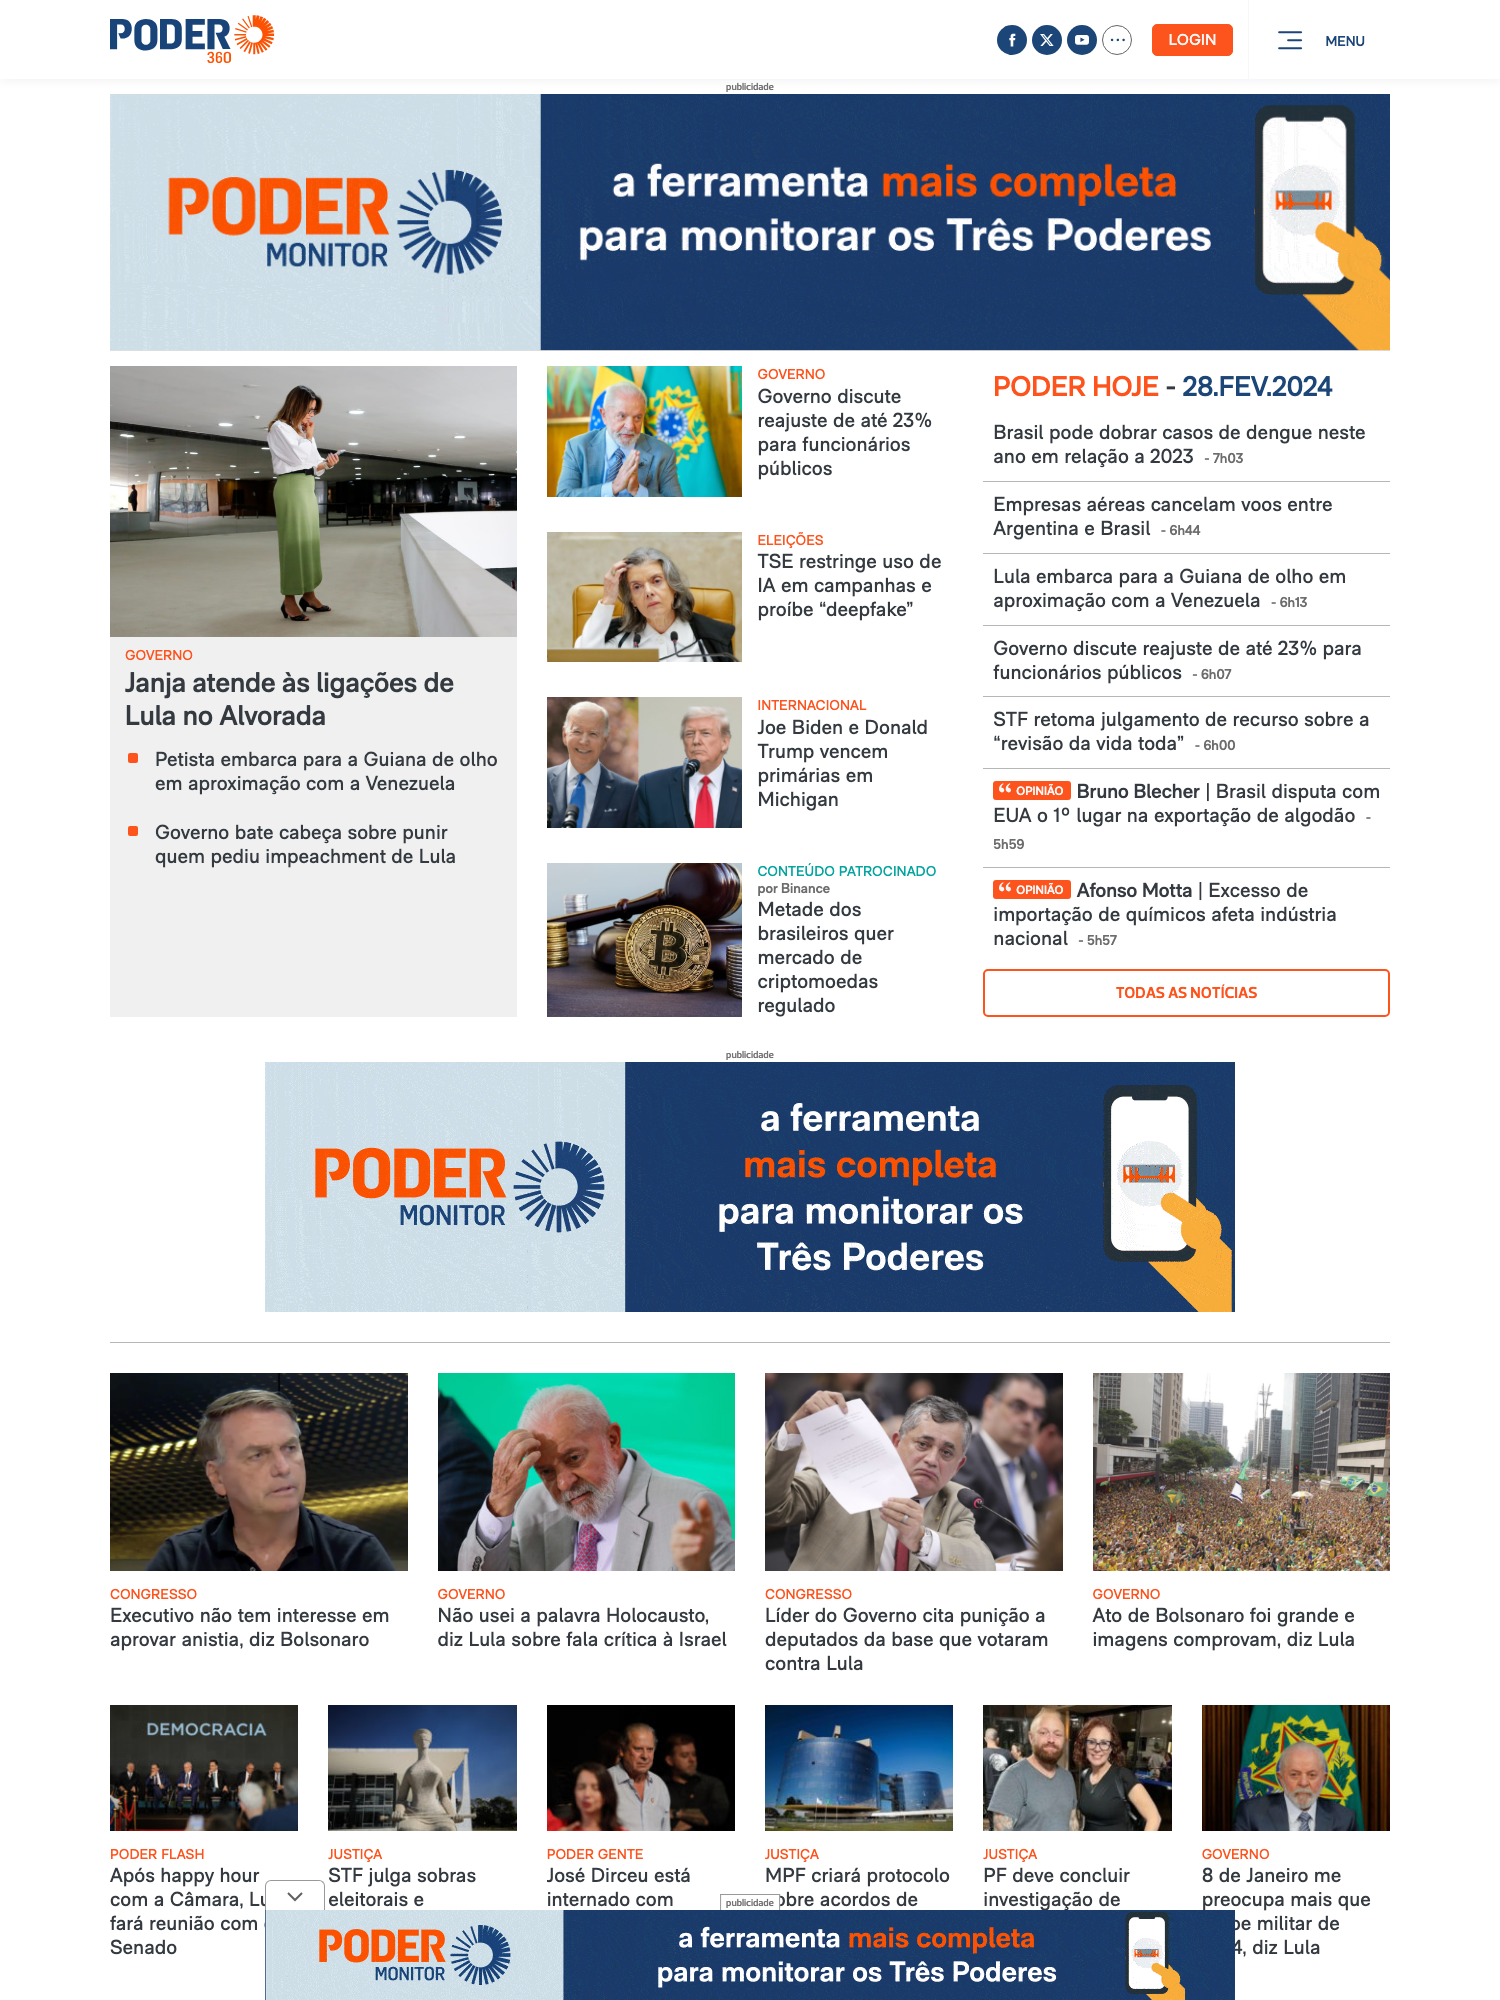 PODER
360
LOGIN
MENU
publicidade
PODER
MONITOR
a ferramenta mais completa
para monitorar os Três Poderes
GOVERNO
Janja atende às ligações de
Lula no Alvorada
Petista embarca para a Guiana de olho
em aproximação com a Venezuela
Governo bate cabeça sobre punir
quem pediu impeachment de Lula
GOVERNO
Governo discute
reajuste de até 23%
para funcionários
públicos
ELEIÇÕES
TSE restringe uso de
IA em campanhas e
proíbe “deepfake”
INTERNACIONAL
Joe Biden e Donald
Trump vencem
primárias em
Michigan
CONTEÚDO PATROCINADO
por Binance
Metade dos
brasileiros quer
mercado de
criptomoedas
regulado
PODER HOJE - 28.FEV.2024
Brasil pode dobrar casos de dengue neste
ano em relação a 2023 - 7h03
Empresas aéreas cancelam voos entre
Argentina e Brasil - 6h44
Lula embarca para a Guiana de olho em
aproximação com a Venezuela - 6h13
Governo discute reajuste de até 23% para
funcionários públicos - 6h07
STF retoma julgamento de recurso sobre a
“revisão da vida toda” - 6h00
“ OPINIÃO Bruno Blecher | Brasil disputa com
EUA o 1º lugar na exportação de algodão -
5h59
“ OPINIÃO Afonso Motta | Excesso de
importação de químicos afeta indústria
nacional - 5h57
TODAS AS NOTÍCIAS
publicidade
PODER
MONITOR
a ferramenta
mais completa
para monitorar os
Três Poderes
CONGRESSO
Executivo não tem interesse em
aprovar anistia, diz Bolsonaro
GOVERNO
Não usei a palavra Holocausto,
diz Lula sobre fala crítica à Israel
CONGRESSO
Líder do Governo cita punição a
deputados da base que votaram
contra Lula
GOVERNO
Ato de Bolsonaro foi grande e
imagens comprovam, diz Lula
DEMOCRACIA
PODER FLASH
Após happy hour
com a Câmara, Lu
fará reunião com
Senado
JUSTIÇA
STF julga sobras
eleitorais e
PODER GENTE
José Dirceu está
internado com
JUSTIÇA
MPF criará protocolo
obre acordos de
JUSTIÇA
PF deve concluir
investigação de
GOVERNO
8 de Janeiro me
preocupa mais que
pe militar de
4, diz Lula
publicidade
PODER
MONITOR
a ferramenta mais completa
para monitorar os Três Poderes